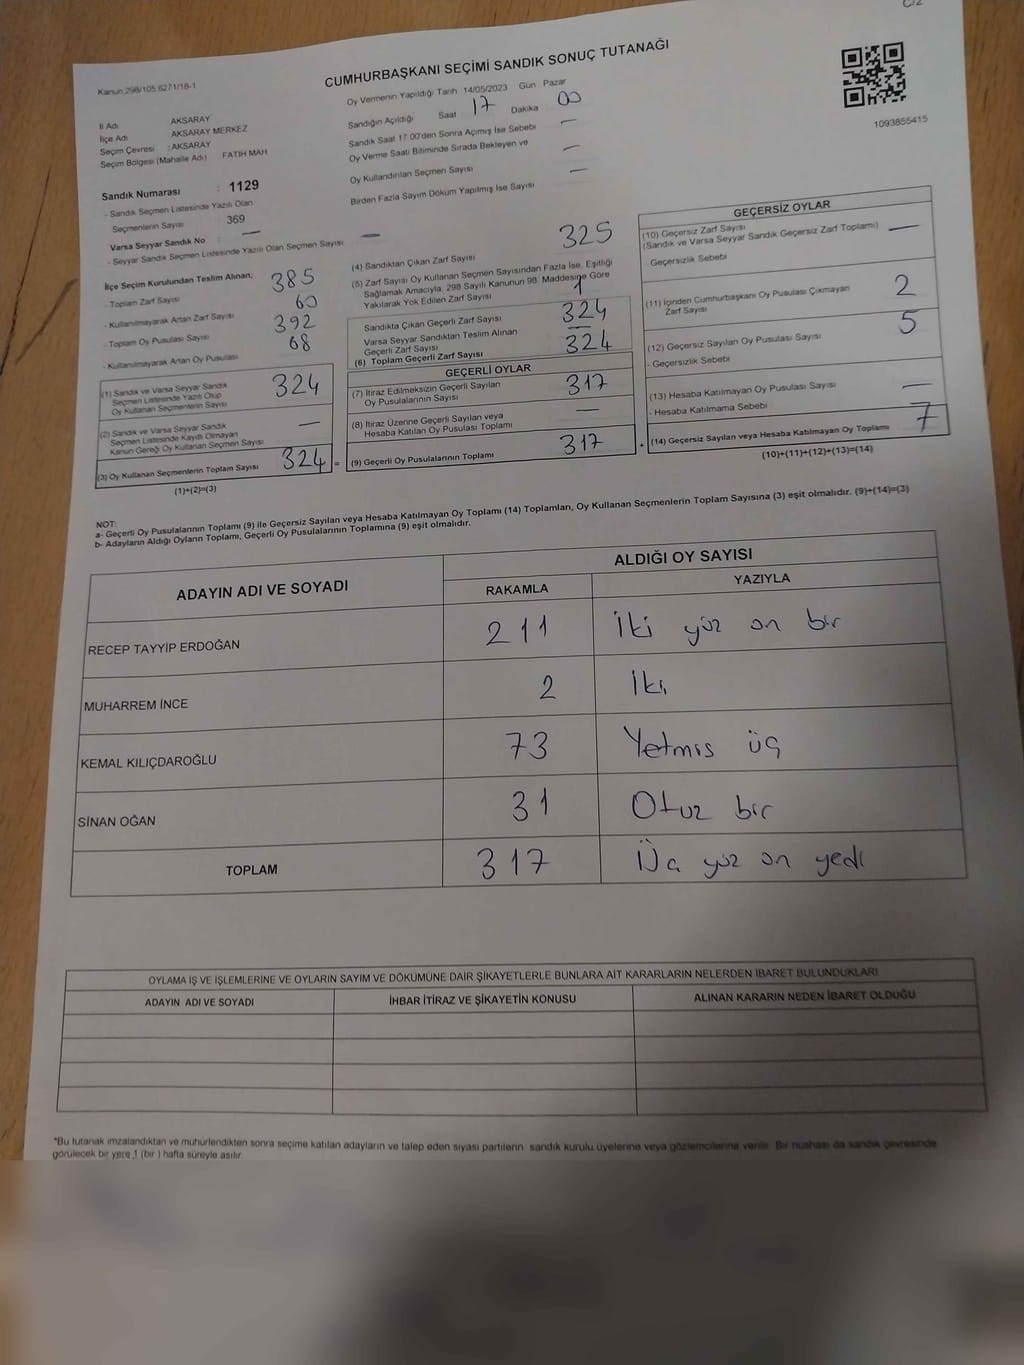 C/2
Kanun:298/105.6271/18-1
CUMHURBAŞKANI SEÇİMİ SANDIK SONUÇ TUTANAĞI
Oy Vermenin Yapıldığı Tarih 14/05/2023 Gün Pazar
Sandığın Açıldığı Saat 17 Dakika 00
Sandık Saat 17:00'den Sonra Açımış İse Sebebi —
Oy Verme Saati Bitiminde Sırada Bekleyen ve
Oy Kullandırılan Seçmen Sayısı —
Birden Fazla Sayım Döküm Yapılmış İse Sayısı —
1093855415
İl Adı AKSARAY
İlçe Adı AKSARAY MERKEZ
Seçim Çevresi : AKSARAY
Seçim Bölgesi (Mahalle Adı) FATİH MAH
Sandık Numarası : 1129
- Sandık Seçmen Listesinde Yazılı Olan
Seçmenlerin Sayısı 369
Varsa Seyyar Sandık No : —
- Seyyar Sandık Seçmen Listesinde Yazılı Olan Seçmen Sayısı —
İlçe Seçim Kurulundan Teslim Alınan;
- Toplam Zarf Sayısı 385
- Kullanılmayarak Artan Zarf Sayısı 60
- Toplam Oy Pusulası Sayısı 392
- Kullanılmayarak Artan Oy Pusulası 68
(1) Sandık ve Varsa Seyyar Sandık
Seçmen Listesinde Yazılı Olup
Oy Kullanan Seçmenlerin Sayısı 324
(2) Sandık ve Varsa Seyyar Sandık
Seçmen Listesinde Kayıtlı Olmayan
Kanun Gereği Oy Kullanan Seçmen Sayısı —
(3) Oy Kullanan Seçmenlerin Toplam Sayısı 324 =
(1)+(2)=(3)
(4) Sandıktan Çıkan Zarf Sayısı 325
(5) Zarf Sayısı Oy Kullanan Seçmen Sayısından Fazla İse, Eşitliği
Sağlamak Amacıyla, 298 Sayılı Kanunun 98. Maddesine Göre
Yakılarak Yok Edilen Zarf Sayısı 1
Sandıkta Çıkan Geçerli Zarf Sayısı 324
Varsa Seyyar Sandıktan Teslim Alınan
Geçerli Zarf Sayısı —
(6) Toplam Geçerli Zarf Sayısı 324
GEÇERLİ OYLAR
(7) İtiraz Edilmeksizin Geçerli Sayılan
Oy Pusulalarının Sayısı 317
(8) İtiraz Üzerine Geçerli Sayılan veya
Hesaba Katılan Oy Pusulası Toplamı —
(9) Geçerli Oy Pusulalarının Toplamı 317 +
GEÇERSİZ OYLAR
(10) Geçersiz Zarf Sayısı
(Sandık ve Varsa Seyyar Sandık Geçersiz Zarf Toplamı) —
- Geçersizlik Sebebi
(11) İçinden Cumhurbaşkanı Oy Pusulası Çıkmayan
Zarf Sayısı 2
(12) Geçersiz Sayılan Oy Pusulası Sayısı 5
- Geçersizlik Sebebi
(13) Hesaba Katılmayan Oy Pusulası Sayısı —
- Hesaba Katılmama Sebebi
(14) Geçersiz Sayılan veya Hesaba Katılmayan Oy Toplamı 7
(10)+(11)+(12)+(13)=(14)
NOT:
a- Geçerli Oy Pusulalarının Toplamı (9) ile Geçersiz Sayılan veya Hesaba Katılmayan Oy Toplamı (14) Toplamları, Oy Kullanan Seçmenlerin Toplam Sayısına (3) eşit olmalıdır. (9)+(14)=(3)
b- Adayların Aldığı Oyların Toplamı, Geçerli Oy Pusulalarının Toplamına (9) eşit olmalıdır.
ADAYIN ADI VE SOYADI ALDIĞI OY SAYISI
RAKAMLA YAZIYLA
RECEP TAYYİP ERDOĞAN 211 İki yüz on bir
MUHARREM İNCE 2 İki
KEMAL KILIÇDAROĞLU 73 Yetmiş üç
SİNAN OĞAN 31 Otuz bir
TOPLAM 317 Üç yüz on yedi
OYLAMA İŞ VE İŞLEMLERİNE VE OYLARIN SAYIM VE DÖKÜMÜNE DAİR ŞİKAYETLERLE BUNLARA AİT KARARLARIN NELERDEN İBARET BULUNDUKLARI
ADAYIN ADI VE SOYADI İHBAR İTİRAZ VE ŞİKAYETİN KONUSU ALINAN KARARIN NEDEN İBARET OLDUĞU
*Bu tutanak imzalandıktan ve mühürlendikten sonra seçime katılan adayların ve talep eden siyasi partilerin sandık kurulu üyelerine veya gözlemcilerine verilir. Bir nüshası da sandık çevresinde
görülecek bir yere 1 (bir ) hafta süreyle asılır.